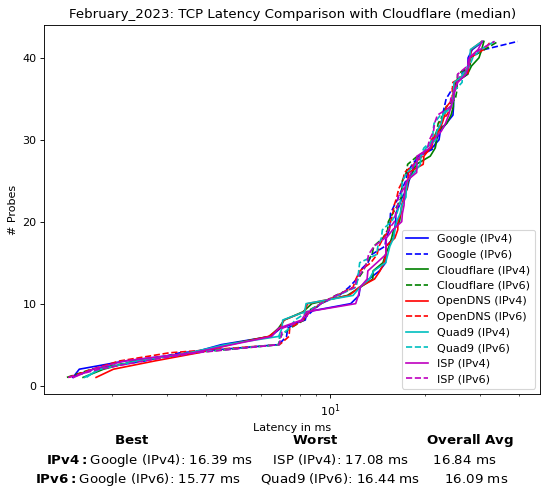 February_2023: TCP Latency Comparison with Cloudflare (median)
# Probes
40
30
20
10
0
Google (IPv4)
Google (IPv6)
Cloudflare (IPv4)
Cloudflare (IPv6)
OpenDNS (IPv4)
OpenDNS (IPv6)
Quad9 (IPv4)
Quad9 (IPv6)
ISP (IPv4)
ISP (IPv6)
10¹
Latency in ms
Best Worst Overall Avg
IPv4: Google (IPv4): 16.39 ms ISP (IPv4): 17.08 ms 16.84 ms
IPv6: Google (IPv6): 15.77 ms Quad9 (IPv6): 16.44 ms 16.09 ms